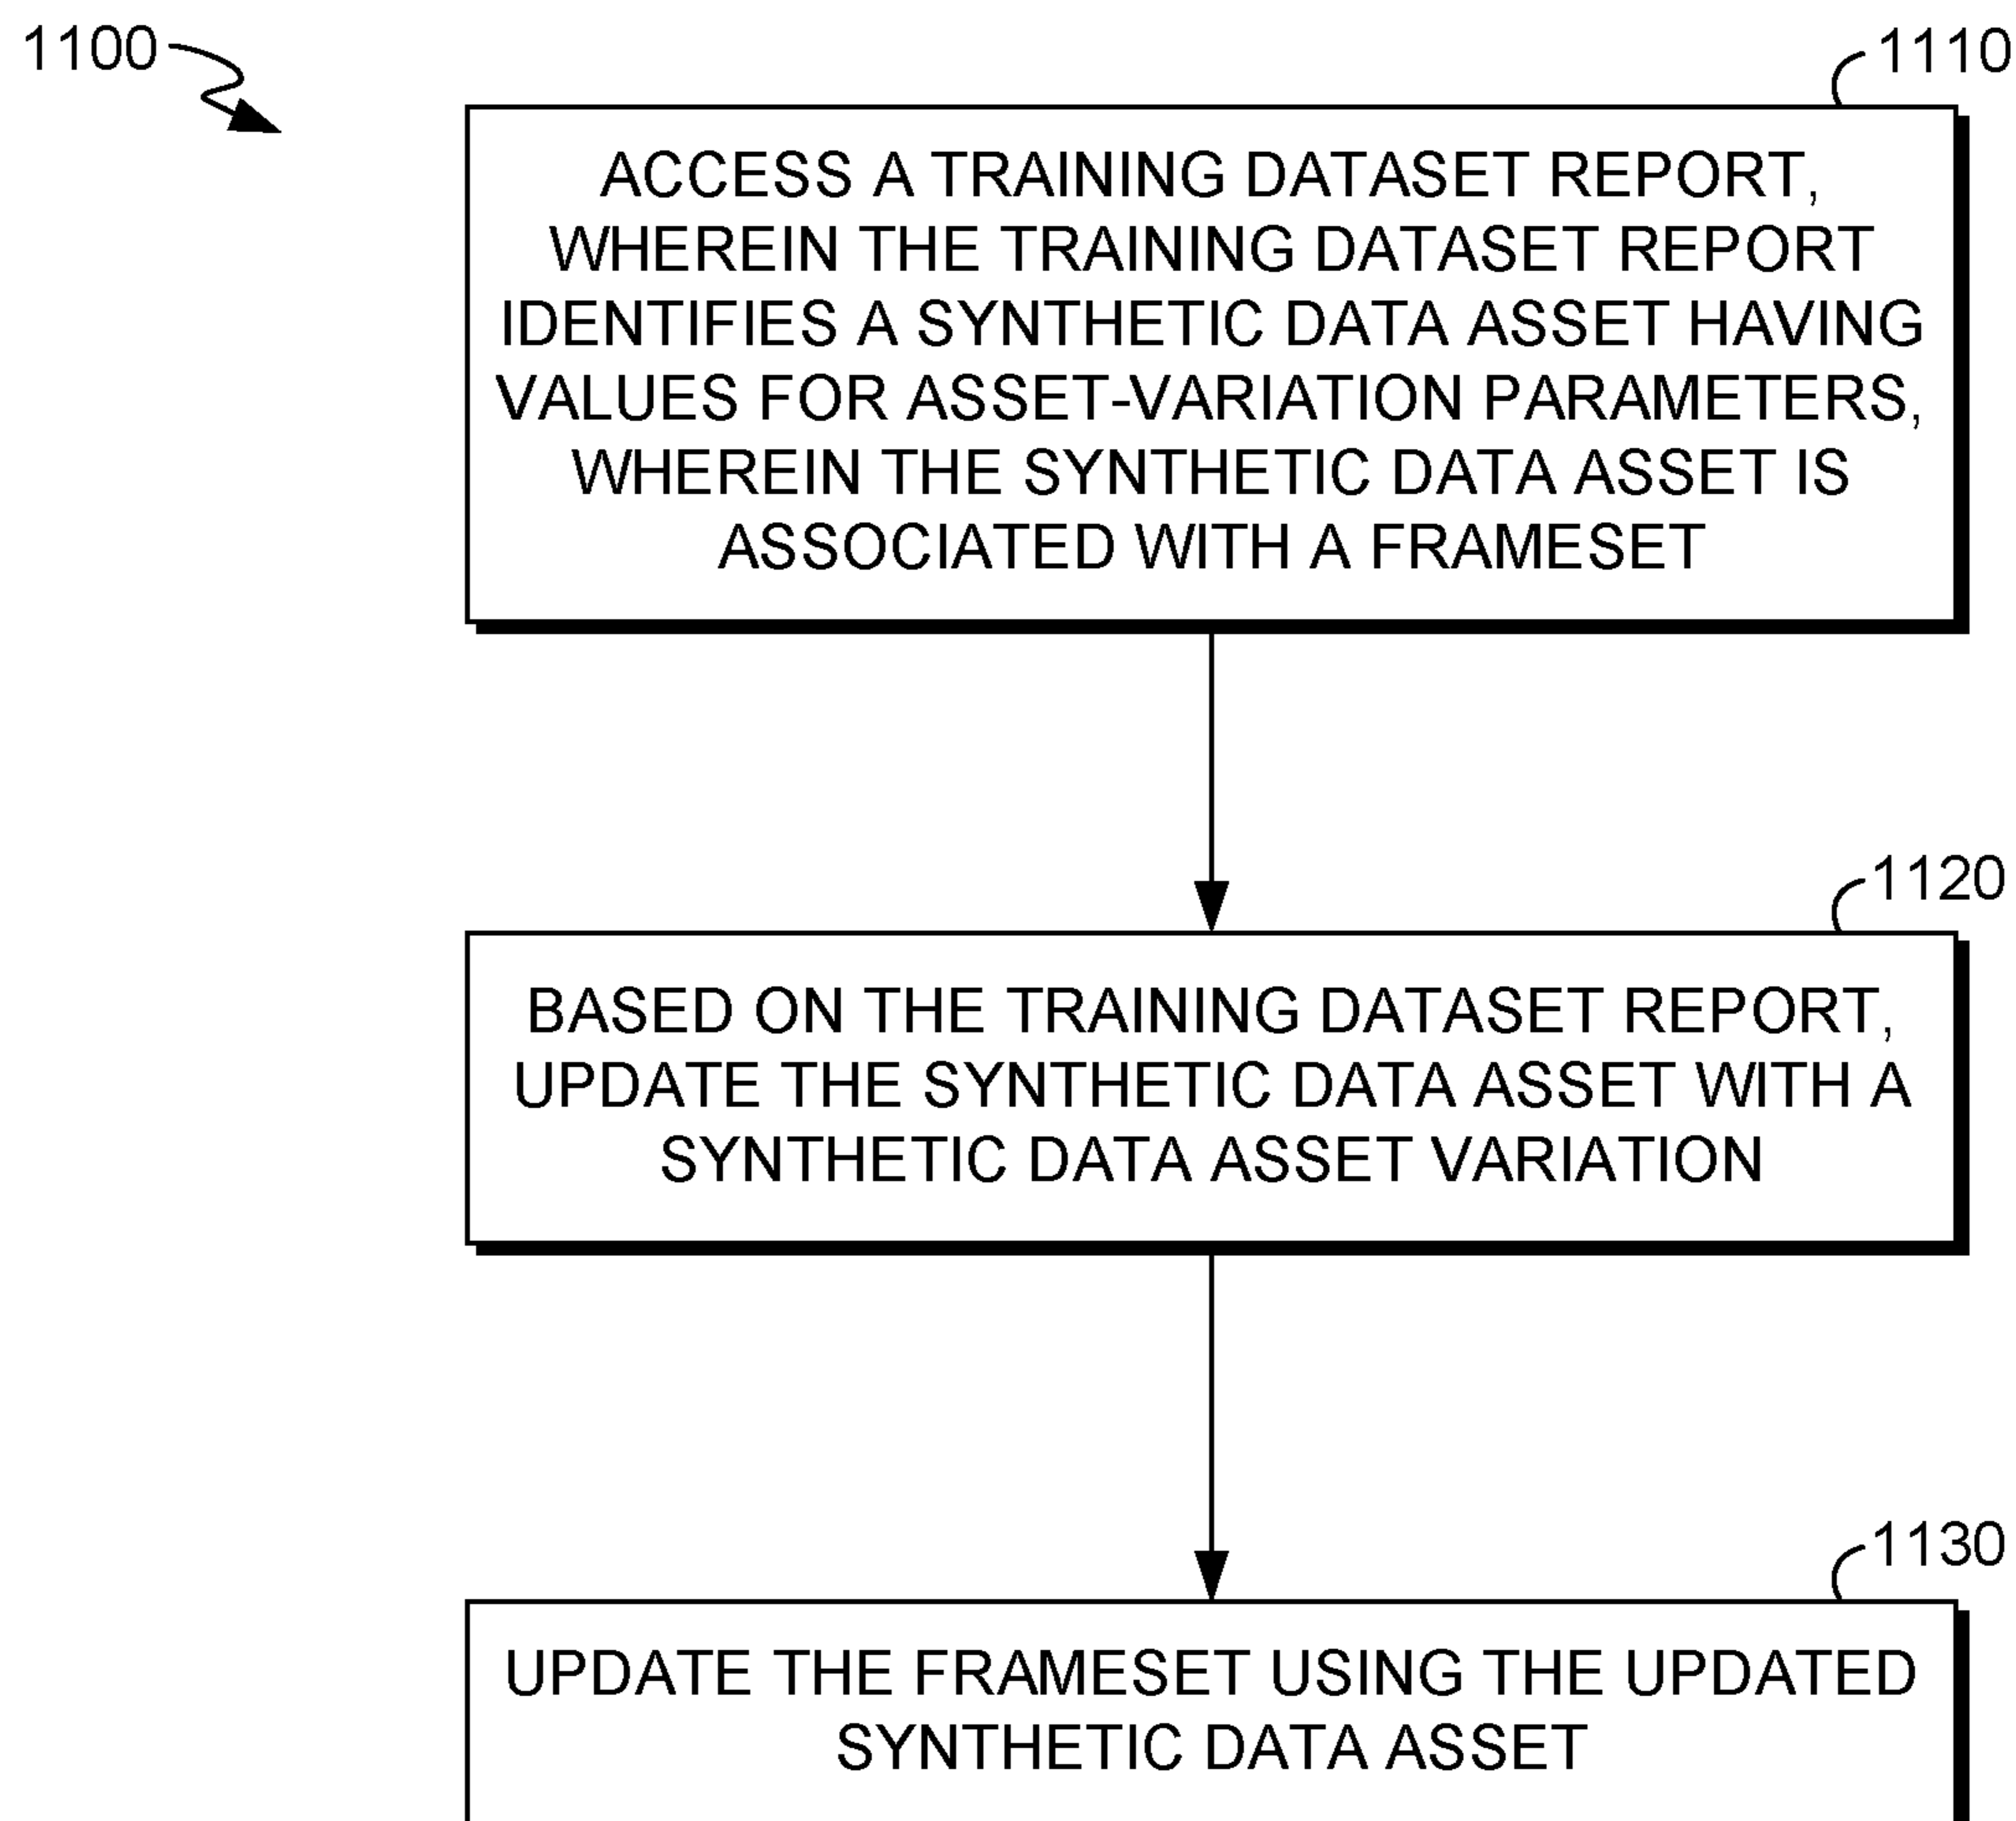 1100
1110
ACCESS A TRAINING DATASET REPORT,
WHEREIN THE TRAINING DATASET REPORT
IDENTIFIES A SYNTHETIC DATA ASSET HAVING
VALUES FOR ASSET-VARIATION PARAMETERS,
WHEREIN THE SYNTHETIC DATA ASSET IS
ASSOCIATED WITH A FRAMESET
1120
BASED ON THE TRAINING DATASET REPORT,
UPDATE THE SYNTHETIC DATA ASSET WITH A
SYNTHETIC DATA ASSET VARIATION
1130
UPDATE THE FRAMESET USING THE UPDATED
SYNTHETIC DATA ASSET